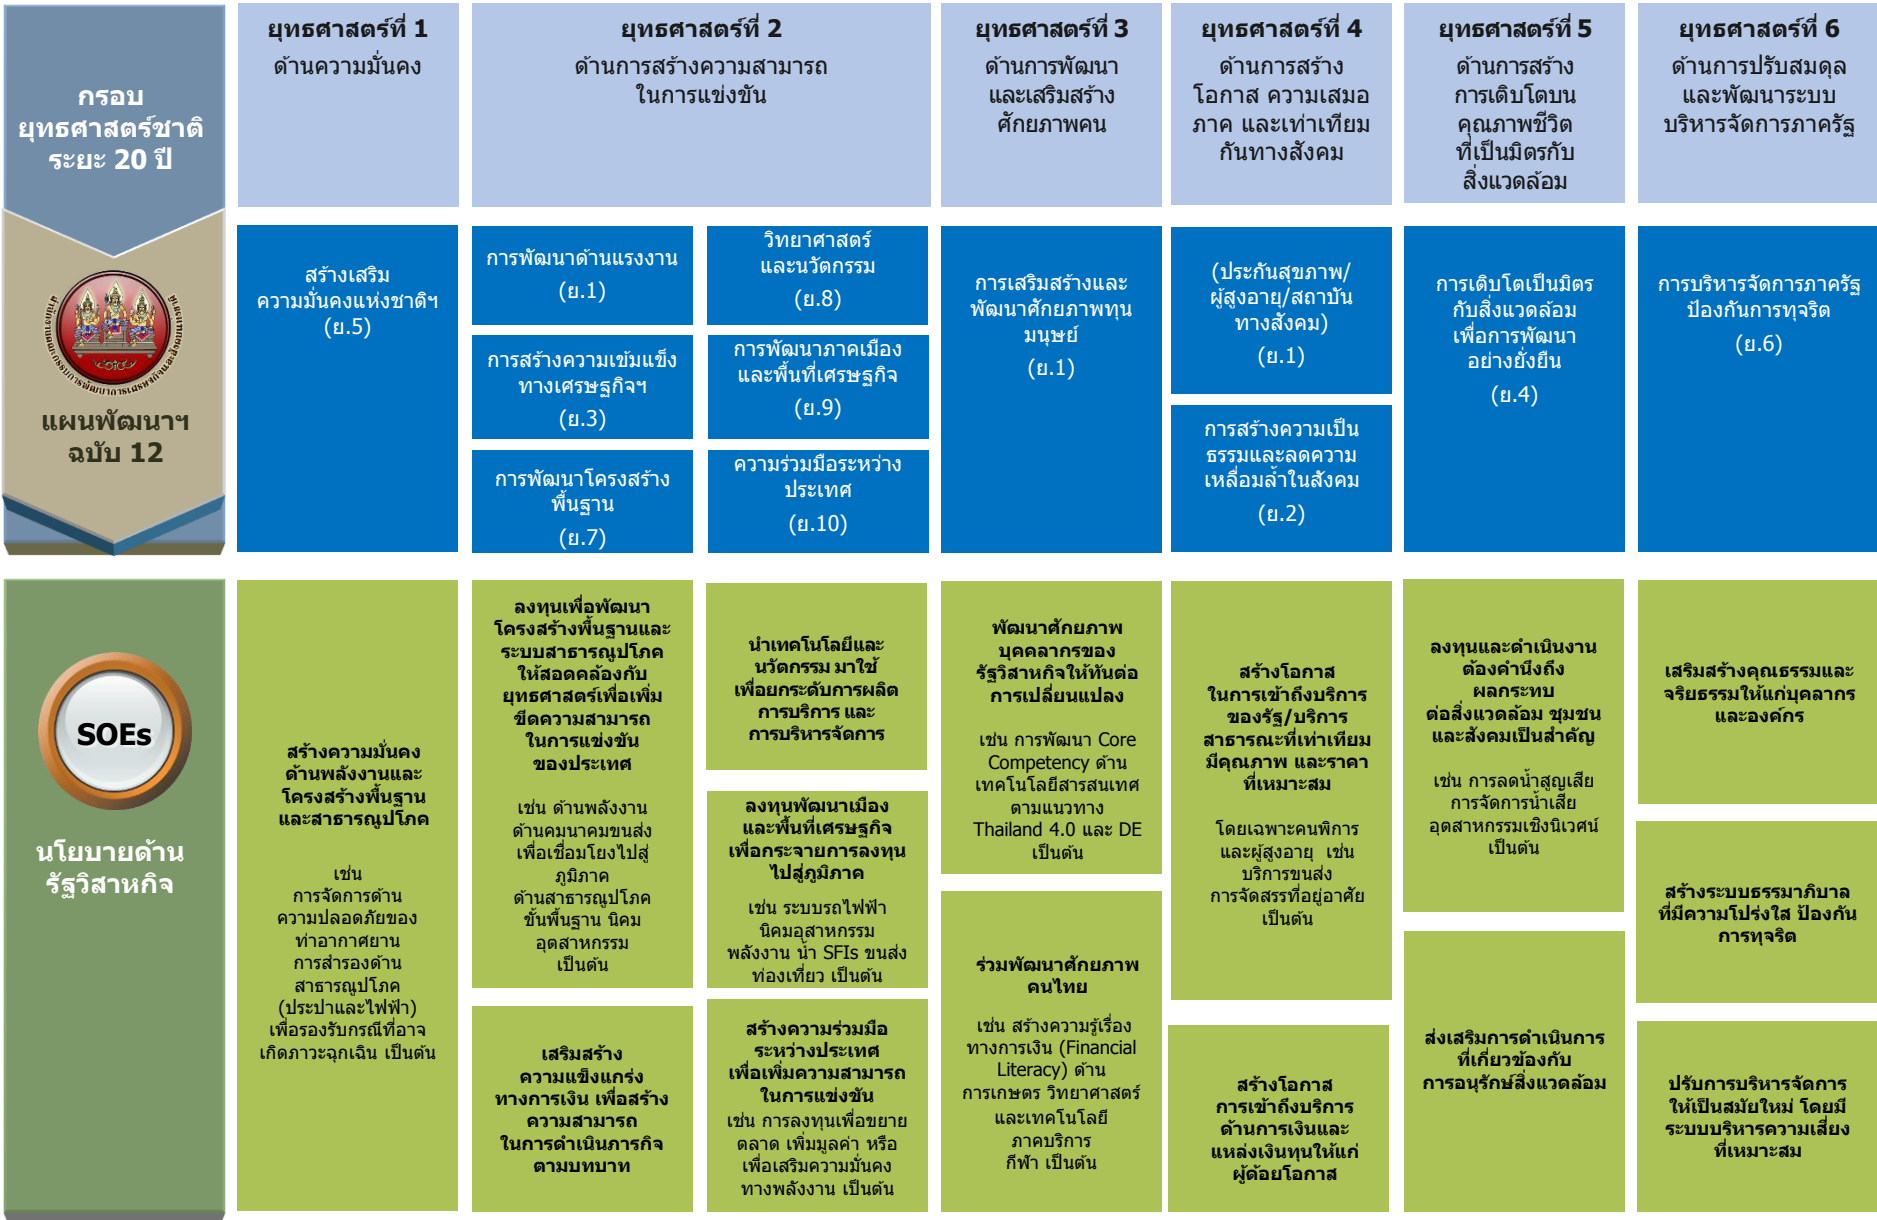 กรอบ
ยุทธศาสตร์ชาติ
ระยะ 20 ปี
ยุทธศาสตร์ที่ 1
ด้านความมั่นคง
ยุทธศาสตร์ที่ 2
ด้านการสร้างความสามารถ
ในการแข่งขัน
ยุทธศาสตร์ที่ 3
ด้านการพัฒนา
และเสริมสร้าง
ศักยภาพคน
ยุทธศาสตร์ที่ 4
ด้านการสร้าง
โอกาส ความเสมอ
ภาค และเท่าเทียม
กันทางสังคม
ยุทธศาสตร์ที่ 5
ด้านการสร้าง
การเติบโตบน
คุณภาพชีวิต
ที่เป็นมิตรกับ
สิ่งแวดล้อม
ยุทธศาสตร์ที่ 6
ด้านการปรับสมดุล
และพัฒนาระบบ
บริหารจัดการภาครัฐ
สำนักงานคณะกรรมการพัฒนาการเศรษฐกิจและสังคมแห่งชาติ
แผนพัฒนาฯ
ฉบับ 12
สร้างเสริม
ความมั่นคงแห่งชาติฯ
(ย.5)
การพัฒนาด้านแรงงาน
(ย.1)
วิทยาศาสตร์
และนวัตกรรม
(ย.8)
การสร้างความเข้มแข็ง
ทางเศรษฐกิจฯ
(ย.3)
การพัฒนาภาคเมือง
และพื้นที่เศรษฐกิจ
(ย.9)
การพัฒนาโครงสร้าง
พื้นฐาน
(ย.7)
ความร่วมมือระหว่าง
ประเทศ
(ย.10)
การเสริมสร้างและ
พัฒนาศักยภาพทุน
มนุษย์
(ย.1)
(ประกันสุขภาพ/
ผู้สูงอายุ/สถาบัน
ทางสังคม)
(ย.1)
การสร้างความเป็น
ธรรมและลดความ
เหลื่อมล้ำในสังคม
(ย.2)
การเติบโตเป็นมิตร
กับสิ่งแวดล้อม
เพื่อการพัฒนา
อย่างยั่งยืน
(ย.4)
การบริหารจัดการภาครัฐ
ป้องกันการทุจริต
(ย.6)
SOEs
นโยบายด้าน
รัฐวิสาหกิจ
สร้างความมั่นคง
ด้านพลังงานและ
โครงสร้างพื้นฐาน
และสาธารณูปโภค
เช่น
การจัดการด้าน
ความปลอดภัยของ
ท่าอากาศยาน
การสำรองด้าน
สาธารณูปโภค
(ประปาและไฟฟ้า)
เพื่อรองรับกรณีที่อาจ
เกิดภาวะฉุกเฉิน เป็นต้น
ลงทุนเพื่อพัฒนา
โครงสร้างพื้นฐานและ
ระบบสาธารณูปโภค
ให้สอดคล้องกับ
ยุทธศาสตร์เพื่อเพิ่ม
ขีดความสามารถ
ในการแข่งขัน
ของประเทศ
เช่น ด้านพลังงาน
ด้านคมนาคมขนส่ง
เพื่อเชื่อมโยงไปสู่
ภูมิภาค
ด้านสาธารณูปโภค
ขั้นพื้นฐาน นิคม
อุตสาหกรรม
เป็นต้น
เสริมสร้าง
ความแข็งแกร่ง
ทางการเงิน เพื่อสร้าง
ความสามารถ
ในการดำเนินภารกิจ
ตามบทบาท
นำเทคโนโลยีและ
นวัตกรรม มาใช้
เพื่อยกระดับการผลิต
การบริการ และ
การบริหารจัดการ
ลงทุนพัฒนาเมือง
และพื้นที่เศรษฐกิจ
เพื่อกระจายการลงทุน
ไปสู่ภูมิภาค
เช่น ระบบรถไฟฟ้า
นิคมอุสาหกรรม
พลังงาน น้ำ SFIs ขนส่ง
ท่องเที่ยว เป็นต้น
สร้างความร่วมมือ
ระหว่างประเทศ
เพื่อเพิ่มความสามารถ
ในการแข่งขัน
เช่น การลงทุนเพื่อขยาย
ตลาด เพิ่มมูลค่า หรือ
เพื่อเสริมความมั่นคง
ทางพลังงาน เป็นต้น
พัฒนาศักยภาพ
บุคคลากรของ
รัฐวิสาหกิจให้ทันต่อ
การเปลี่ยนแปลง
เช่น การพัฒนา Core
Competency ด้าน
เทคโนโลยีสารสนเทศ
ตามแนวทาง
Thailand 4.0 และ DE
เป็นต้น
ร่วมพัฒนาศักยภาพ
คนไทย
เช่น สร้างความรู้เรื่อง
ทางการเงิน (Financial
Literacy) ด้าน
การเกษตร วิทยาศาสตร์
และเทคโนโลยี
ภาคบริการ
กีฬา เป็นต้น
สร้างโอกาส
ในการเข้าถึงบริการ
ของรัฐ/บริการ
สาธารณะที่เท่าเทียม
มีคุณภาพ และราคา
ที่เหมาะสม
โดยเฉพาะคนพิการ
และผู้สูงอายุ เช่น
บริการขนส่ง
การจัดสรรที่อยู่อาศัย
เป็นต้น
สร้างโอกาส
การเข้าถึงบริการ
ด้านการเงินและ
แหล่งเงินทุนให้แก่
ผู้ด้อยโอกาส
ลงทุนและดำเนินงาน
ต้องคำนึงถึง
ผลกระทบ
ต่อสิ่งแวดล้อม ชุมชน
และสังคมเป็นสำคัญ
เช่น การลดน้ำสูญเสีย
การจัดการน้ำเสีย
อุตสาหกรรมเชิงนิเวศน์
เป็นต้น
ส่งเสริมการดำเนินการ
ที่เกี่ยวข้องกับ
การอนุรักษ์สิ่งแวดล้อม
เสริมสร้างคุณธรรมและ
จริยธรรมให้แก่บุคลากร
และองค์กร
สร้างระบบธรรมาภิบาล
ที่มีความโปร่งใส ป้องกัน
การทุจริต
ปรับการบริหารจัดการ
ให้เป็นสมัยใหม่ โดยมี
ระบบบริหารความเสี่ยง
ที่เหมาะสม